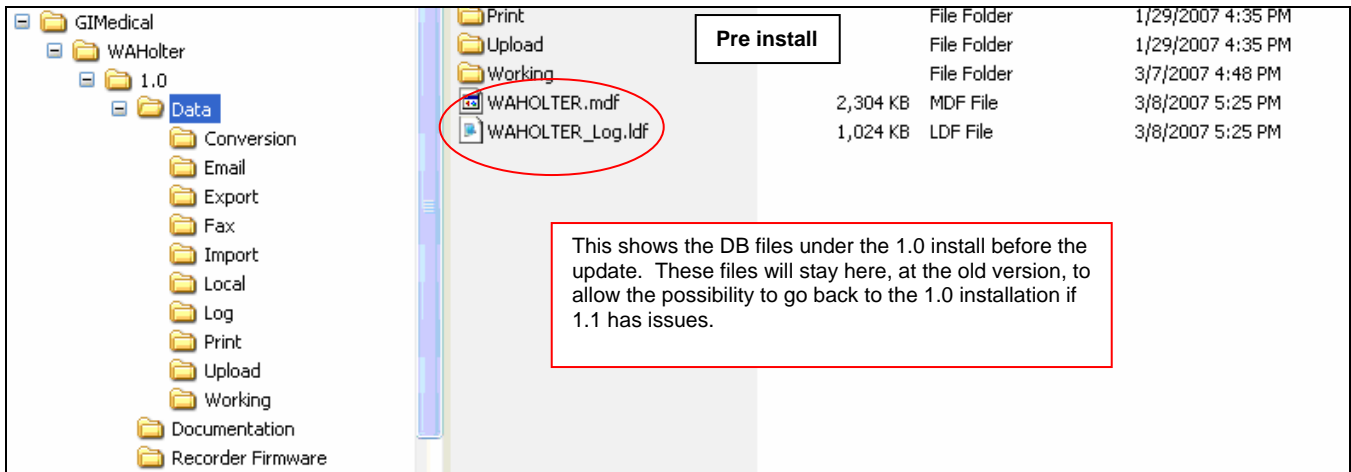 GIMedical
WAHolter
1.0
Data
Conversion
Email
Export
Fax
Import
Local
Log
Print
Upload
Working
Documentation
Recorder Firmware
Print File Folder 1/29/2007 4:35 PM
Upload File Folder 1/29/2007 4:35 PM
Working File Folder 3/7/2007 4:48 PM
WAHOLTER.mdf 2,304 KB MDF File 3/8/2007 5:25 PM
WAHOLTER_Log.ldf 1,024 KB LDF File 3/8/2007 5:25 PM
Pre install
This shows the DB files under the 1.0 install before the
update. These files will stay here, at the old version, to
allow the possibility to go back to the 1.0 installation if
1.1 has issues.